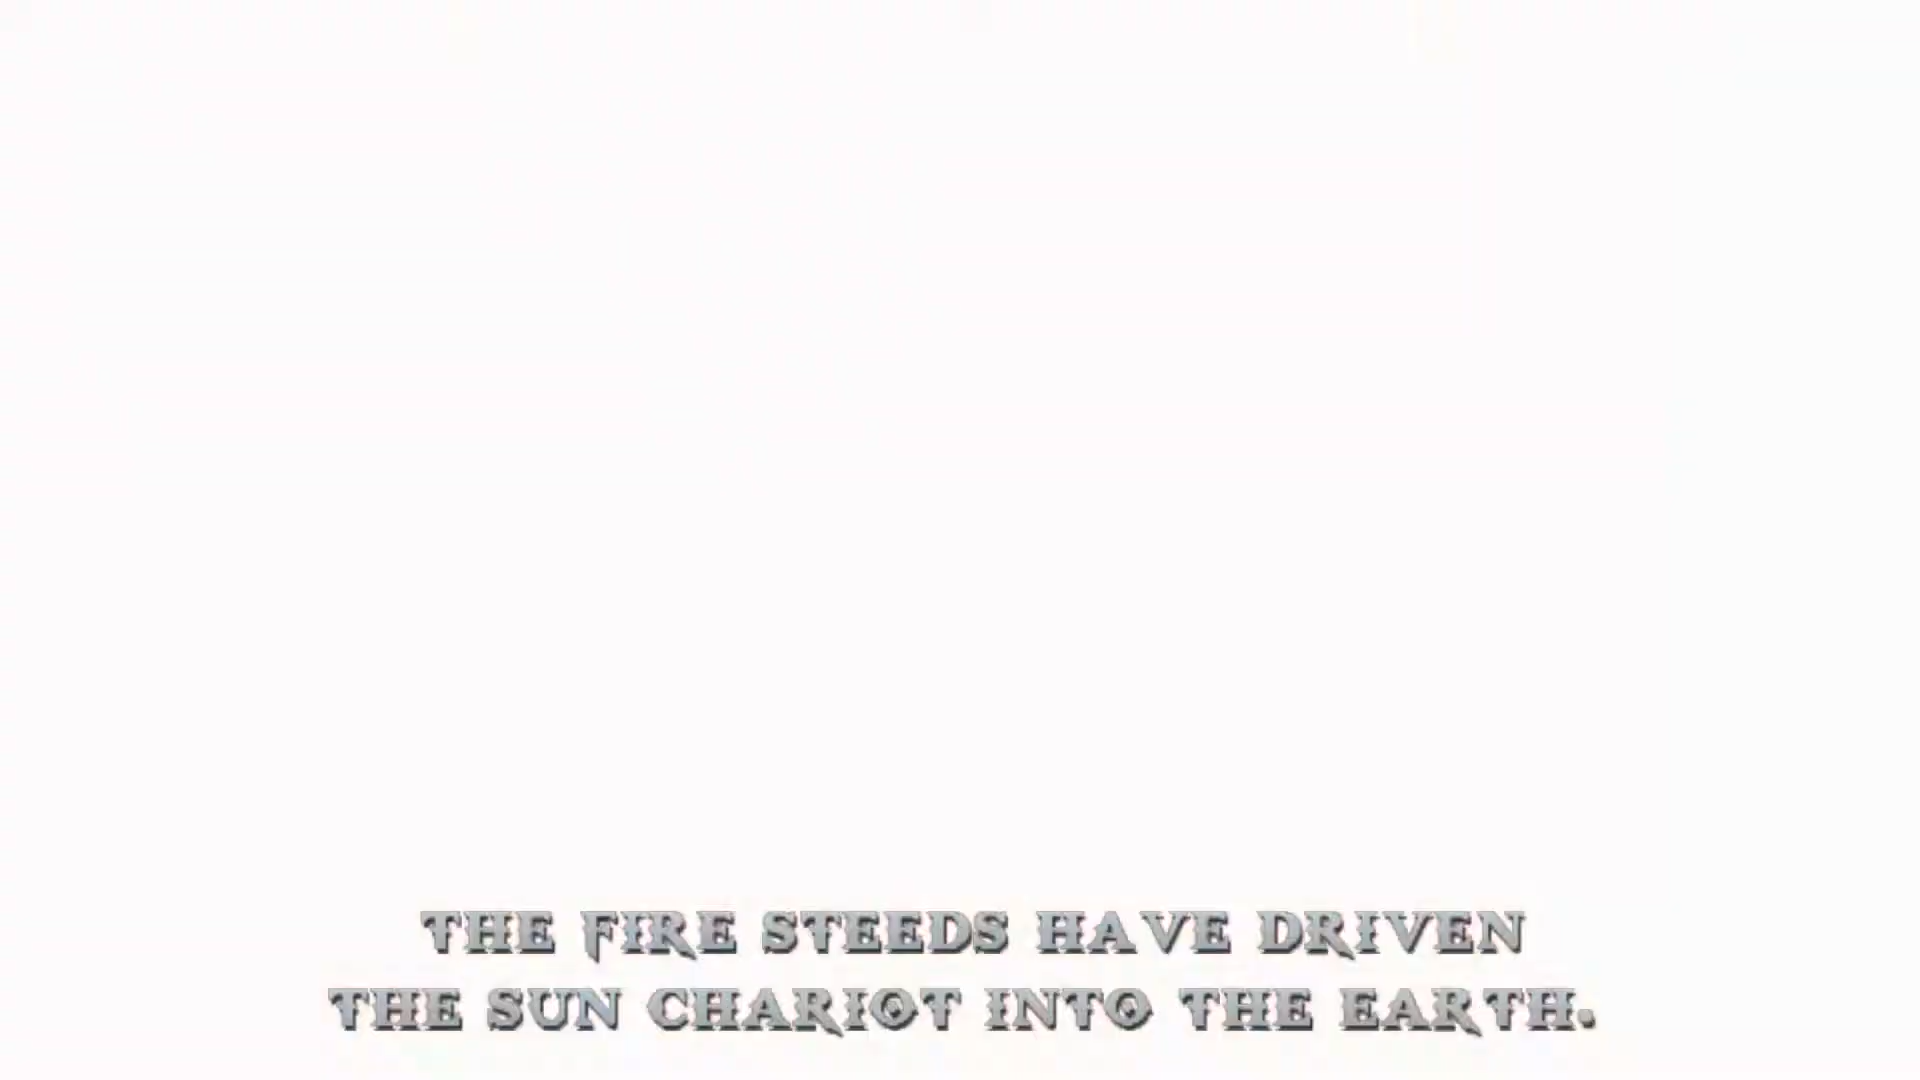 THE FIRE STEEDS HAVE DRIVEN
THE SUN CHARIOT INTO THE EARTH.